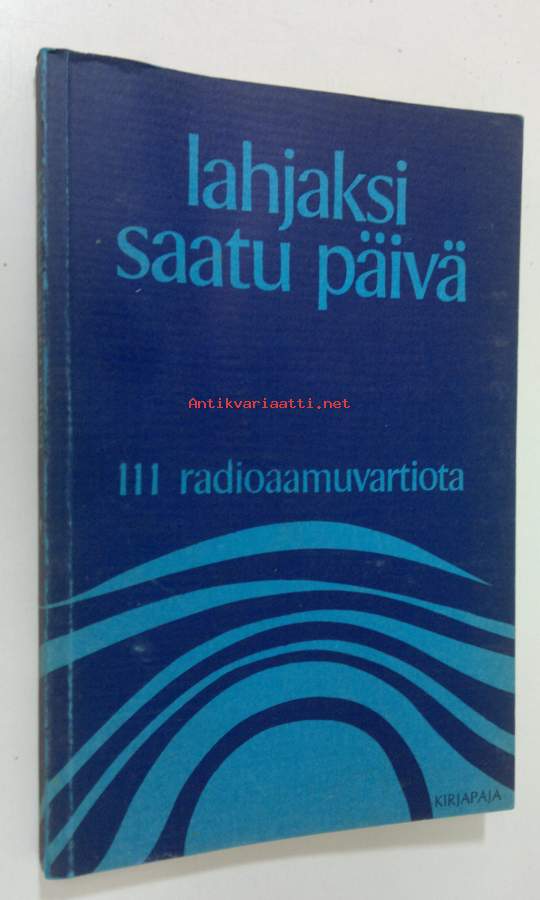 lahjaksi
saatu päivä
Antikvariaatti.net
111 radioaamuvartiota
KIRJAPAJA